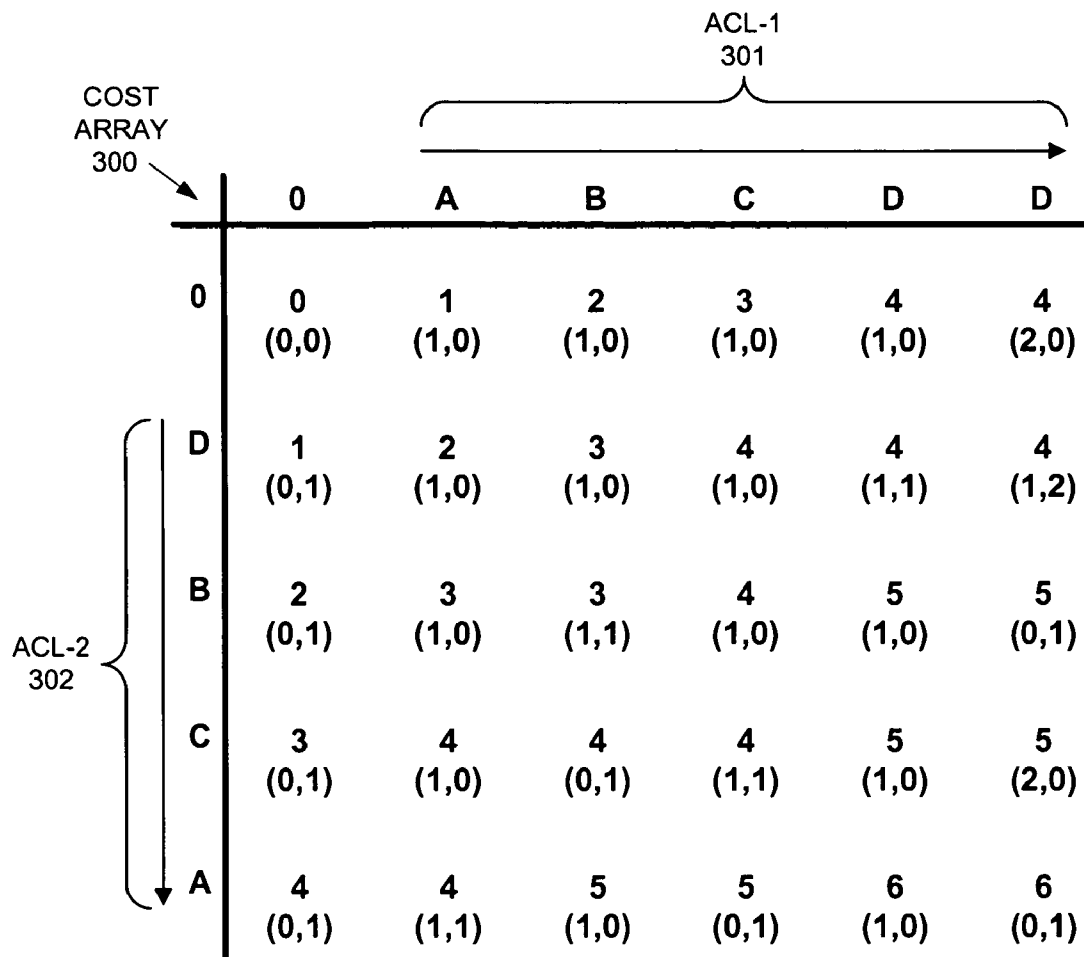 ACL-1
301
COST
ARRAY
300
0 A B C D D
0 0 1 2 3 4 4
(0,0) (1,0) (1,0) (1,0) (1,0) (2,0)
D 1 2 3 4 4 4
(0,1) (1,0) (1,0) (1,0) (1,1) (1,2)
B 2 3 3 4 5 5
(0,1) (1,0) (1,1) (1,0) (1,0) (0,1)
ACL-2
302
C 3 4 4 4 5 5
(0,1) (1,0) (0,1) (1,1) (1,0) (2,0)
A 4 4 5 5 6 6
(0,1) (1,1) (1,0) (0,1) (1,0) (0,1)